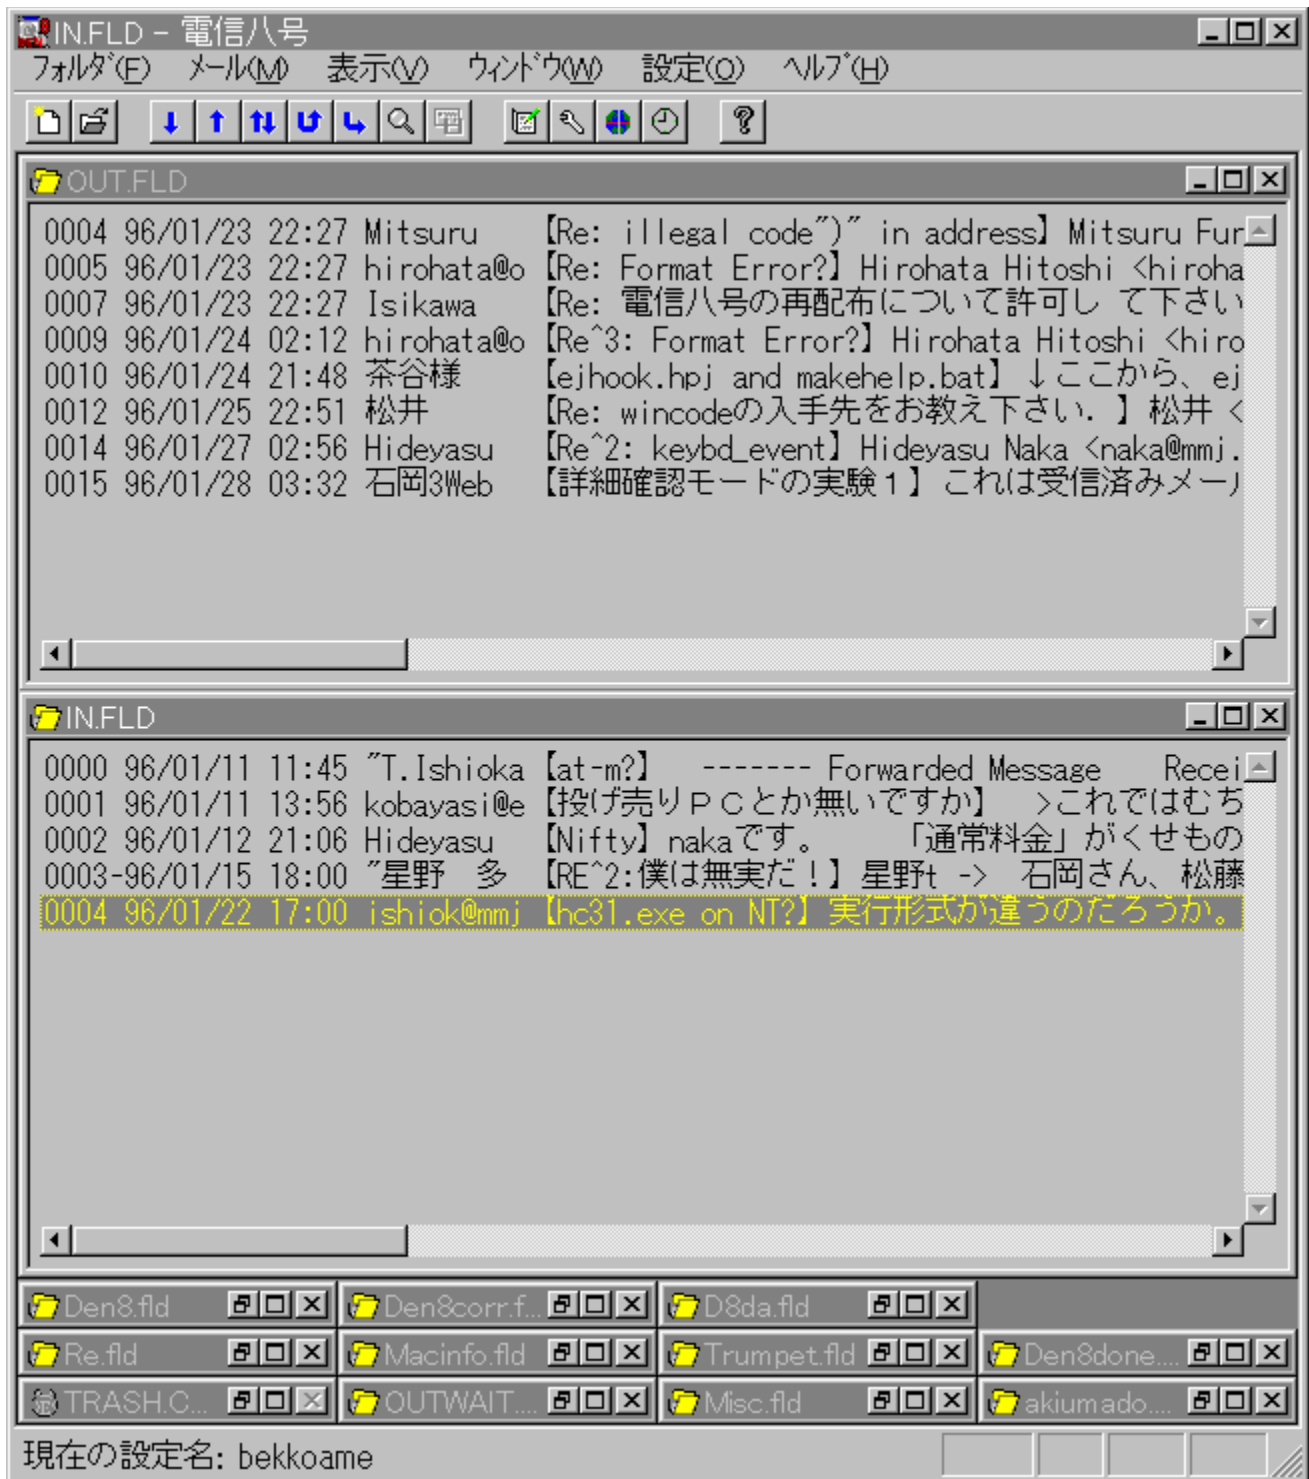 IN.FLD - 電信八号
フォルダ(F) メール(M) 表示(V) ウィンドウ(W) 設定(O) ヘルプ(H)
OUT.FLD
0004 96/01/23 22:27 Mitsuru 【Re: illegal code")" in address】Mitsuru Fur
0005 96/01/23 22:27 hirohata@o 【Re: Format Error?】Hirohata Hitoshi <hiroha
0007 96/01/23 22:27 Isikawa 【Re: 電信八号の再配布について許可し て下さい
0009 96/01/24 02:12 hirohata@o 【Re^3: Format Error?】Hirohata Hitoshi <hiro
0010 96/01/24 21:48 茶谷様 【ejhook.hpj and makehelp.bat】↓ここから、ej
0012 96/01/25 22:51 松井 【Re: wincodeの入手先をお教え下さい．】松井 <
0014 96/01/27 02:56 Hideyasu 【Re^2: keybd_event】Hideyasu Naka <naka@mmj.
0015 96/01/28 03:32 石岡3Web 【詳細確認モードの実験１】これは受信済みメー
IN.FLD
0000 96/01/11 11:45 "T.Ishioka 【at-m?】 ------- Forwarded Message Recei
0001 96/01/11 13:56 kobayasi@e 【投げ売りＰＣとか無いですか】 >これではむち
0002 96/01/12 21:06 Hideyasu 【Nifty】nakaです。 「通常料金」がくせもの
0003-96/01/15 18:00 "星野 多 【RE^2:僕は無実だ！】星野t -> 石岡さん、松藤
0004 96/01/22 17:00 ishiok@mmj 【hc31.exe on NT?】実行形式が違うのだろうか。
Den8.fld Den8corr.f... D8da.fld
Re.fld Macinfo.fld Trumpet.fld Den8done....
TRASH.C... OUTWAIT.... Misc.fld akiumado....
現在の設定名: bekkoame